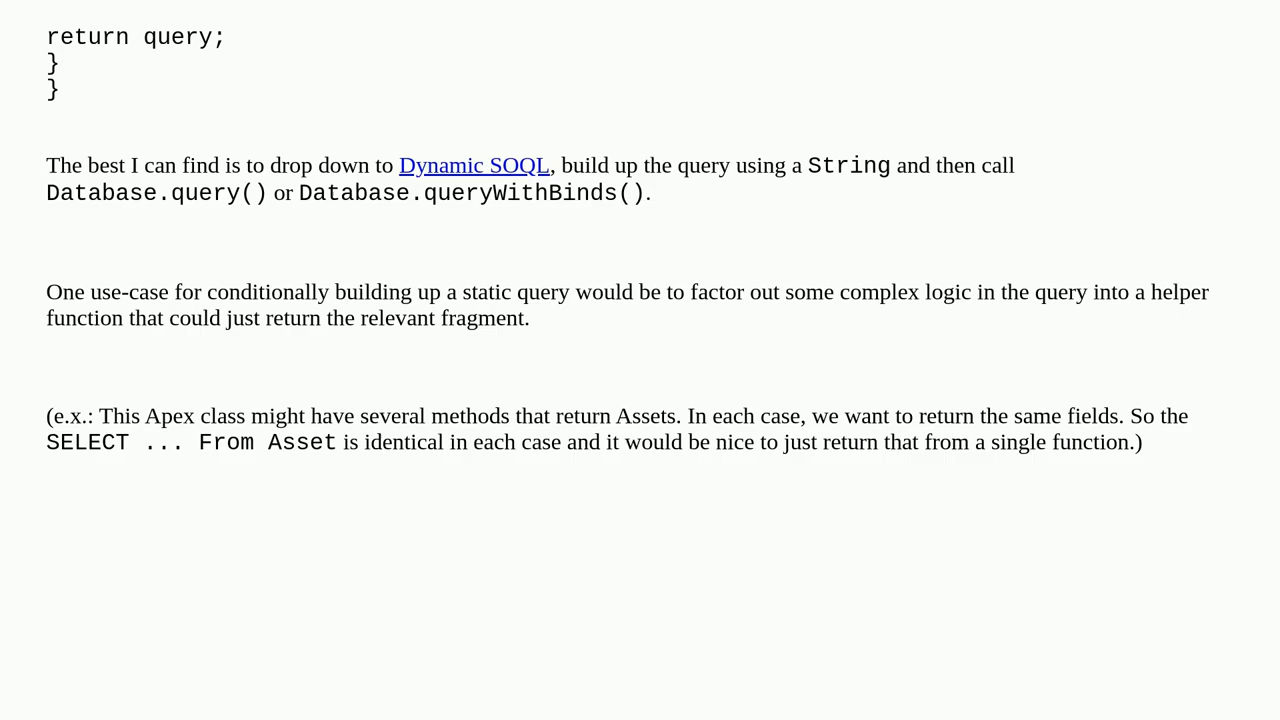 return query;
}
}
The best I can find is to drop down to Dynamic SOQL, build up the query using a String and then call
Database.query() or Database.queryWithBinds().
One use-case for conditionally building up a static query would be to factor out some complex logic in the query into a helper
function that could just return the relevant fragment.
(e.x.: This Apex class might have several methods that return Assets. In each case, we want to return the same fields. So the
SELECT ... From Asset is identical in each case and it would be nice to just return that from a single function.)